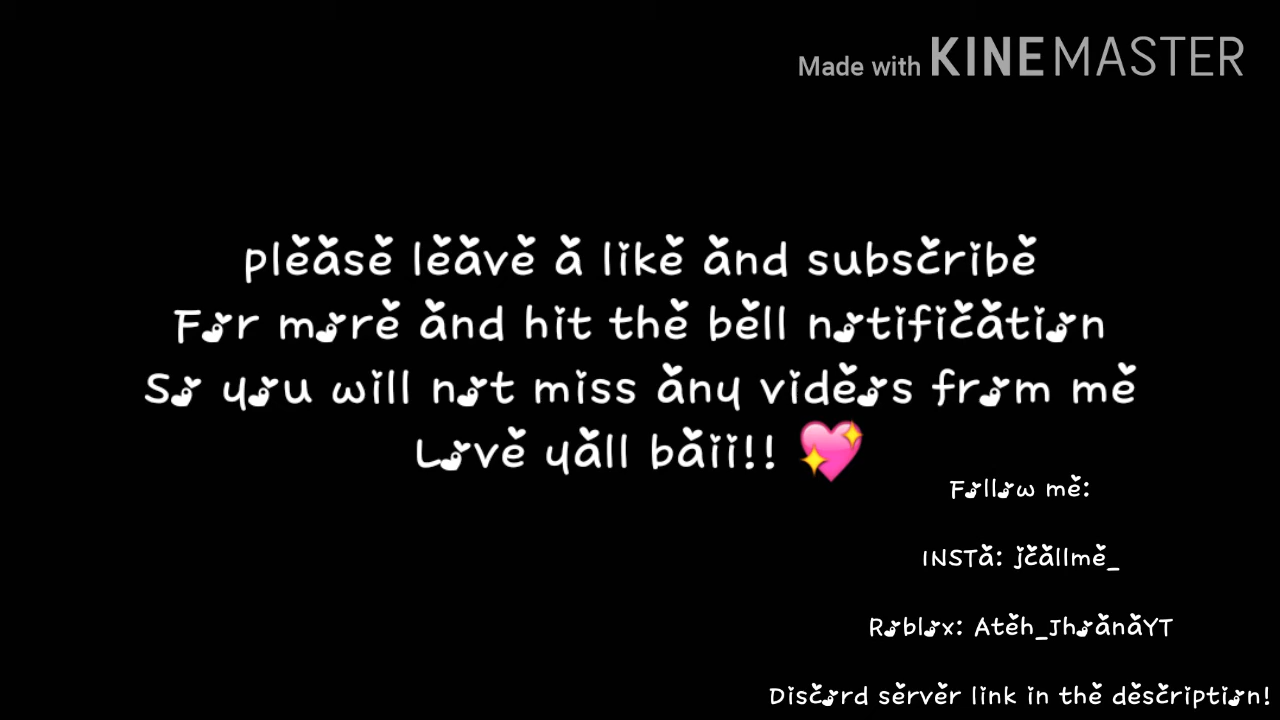 Made with KINEMASTER
please leave a like and subscribe
For more and hit the bell notification
So you will not miss any videos from me
Love yall baii!! 💖
Follow me:
INSTa: jcallme_
Roblox: Ateh_JhoanaYT
Discord server link in the description!